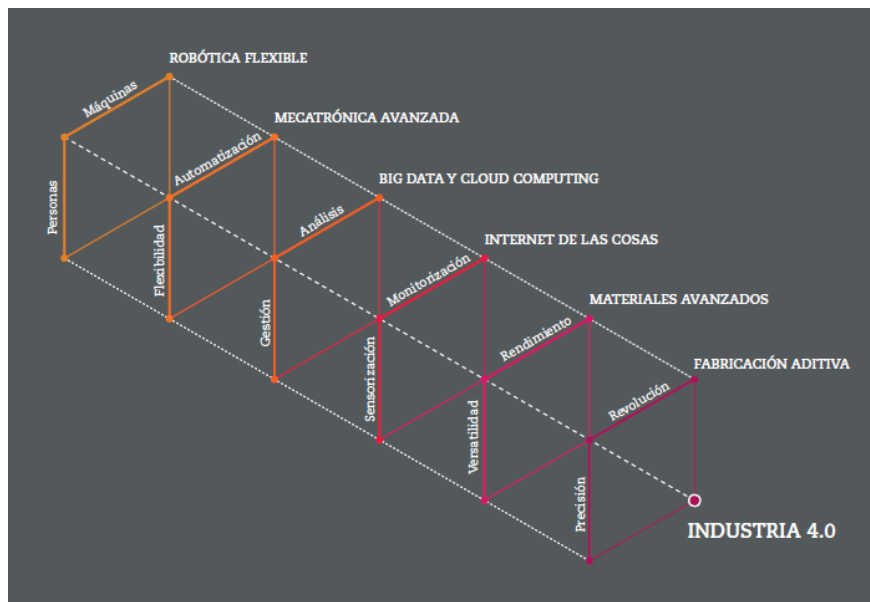 ROBÓTICA FLEXIBLE
Máquinas
Personas
MECATRÓNICA AVANZADA
Automatización
Flexibilidad
BIG DATA Y CLOUD COMPUTING
Análisis
Gestión
INTERNET DE LAS COSAS
Monitorización
Sensorización
MATERIALES AVANZADOS
Rendimiento
Versatilidad
FABRICACIÓN ADITIVA
Revolución
Precisión
INDUSTRIA 4.0